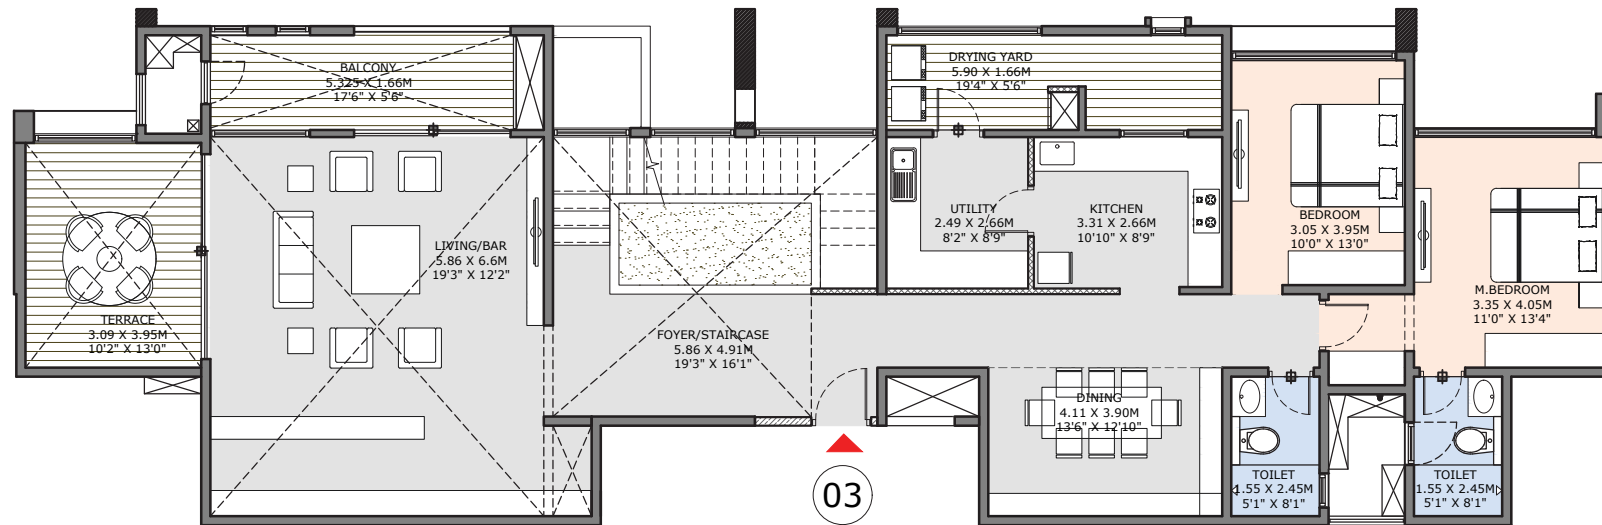 BALCONY
5.325 X 1.66M
17'6" X 5'6"
DRYING YARD
5.90 X 1.66M
19'4" X 5'6"
UTILITY
2.49 X 2.66M
8'2" X 8'9"
KITCHEN
3.31 X 2.66M
10'10" X 8'9"
BEDROOM
3.05 X 3.95M
10'0" X 13'0"
LIVING/BAR
5.86 X 6.6M
19'3" X 12'2"
M.BEDROOM
3.35 X 4.05M
11'0" X 13'4"
TERRACE
3.09 X 3.95M
10'2" X 13'0"
FOYER/STAIRCASE
5.86 X 4.91M
19'3" X 16'1"
DINING
4.11 X 3.90M
13'6" X 12'10"
TOILET
1.55 X 2.45M
5'1" X 8'1"
TOILET
1.55 X 2.45M
5'1" X 8'1"
03